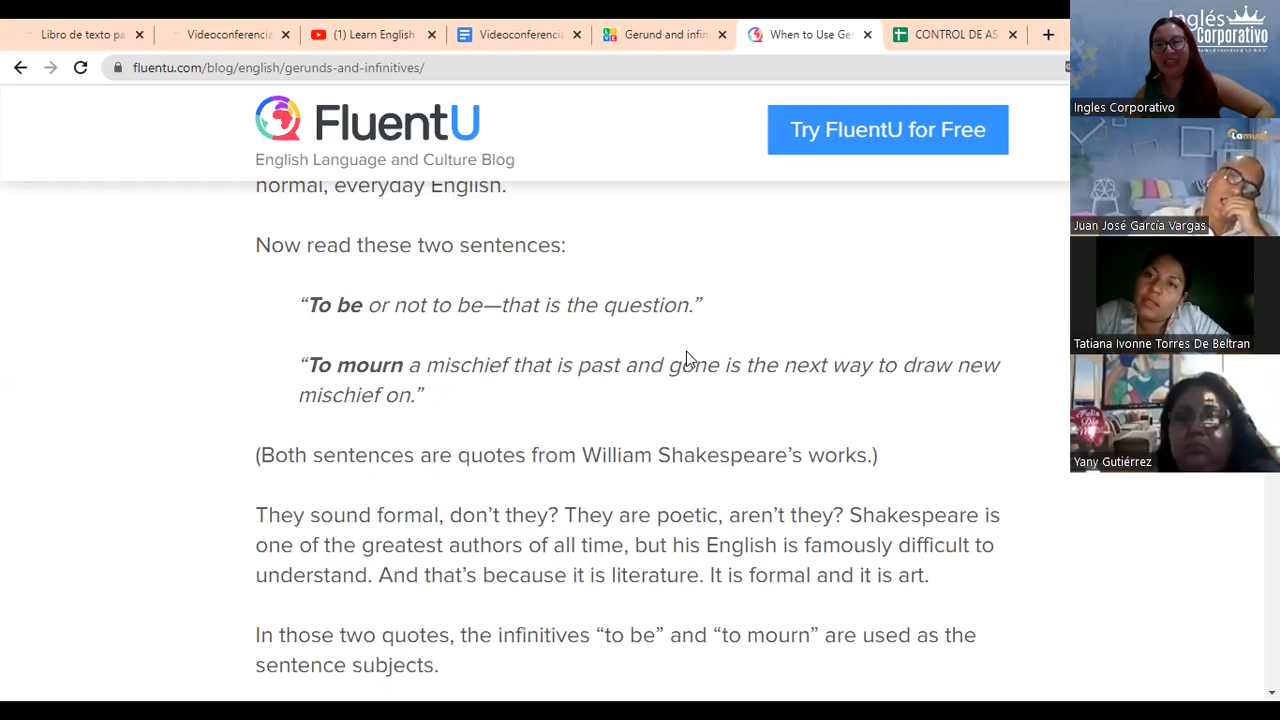 Libro de texto pa
Videoconferencia
(1) Learn English
Videoconferencia
Gerund and infin
When to Use Ger
CONTROL DE AS
fluentu.com/blog/english/gerunds-and-infinitives/
FluentU
English Language and Culture Blog
Try FluentU for Free
normal, everyday English.
Now read these two sentences:
“To be or not to be—that is the question.”
“To mourn a mischief that is past and gone is the next way to draw new
mischief on.”
(Both sentences are quotes from William Shakespeare’s works.)
They sound formal, don’t they? They are poetic, aren’t they? Shakespeare is
one of the greatest authors of all time, but his English is famously difficult to
understand. And that’s because it is literature. It is formal and it is art.
In those two quotes, the infinitives “to be” and “to mourn” are used as the
sentence subjects.
Inglés
Corporativo
Ingles Corporativo
Juan José Garcìa Vargas
Tatiana Ivonne Torres De Beltran
Yany Gutiérrez